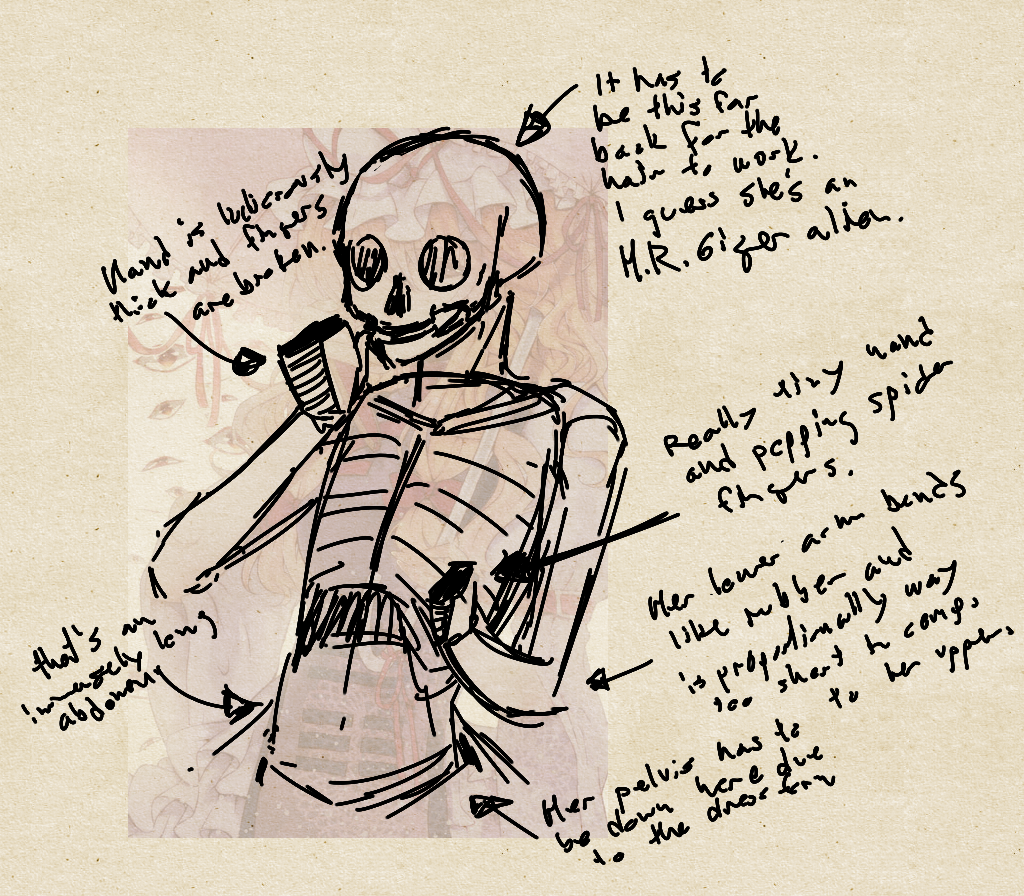 It has to
be this far
back for the
hair to work.
I guess she's an
H.R. Giger alien.
Hand is ludicrously
thick and fingers
are broken.
Really tiny hand
and popping spider
fingers.
Her lower arm bends
like rubber and
is proportionally way
too short to comp.
to her upper.
that's an
immensely long
abdomen
Her pelvis has to
be down here due
to the dress form